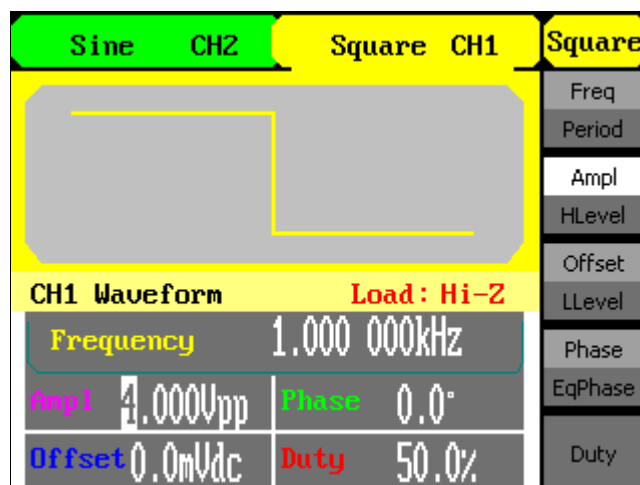 Sine CH2 Square CH1 Square
Freq
Period
Ampl
HLevel
Offset
LLevel
Phase
EqPhase
Duty
CH1 Waveform Load: Hi-Z
Frequency 1.000 000kHz
Ampl 4.000Vpp Phase 0.0°
Offset 0.0mVdc Duty 50.0%